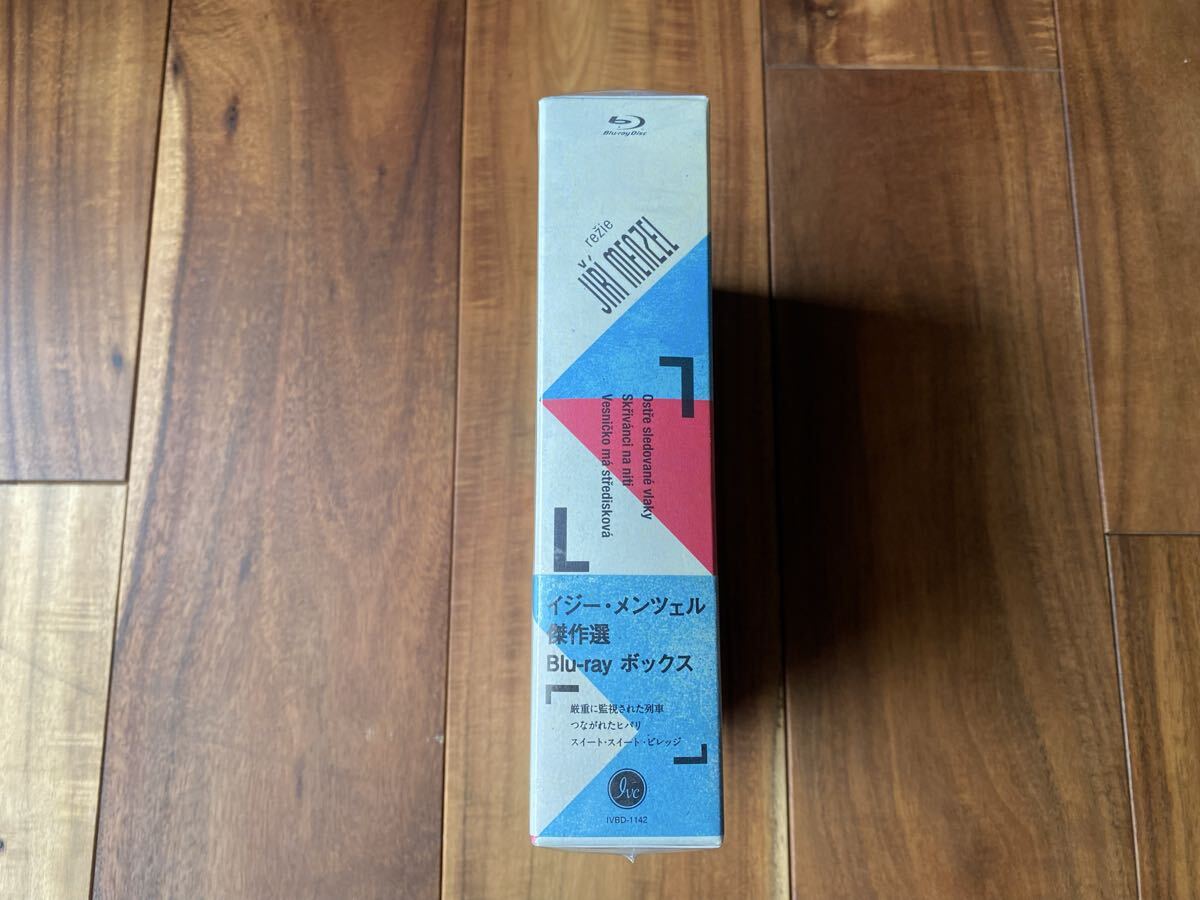 Blu-ray Disc
režie
JIŘÍ MENZEL
Ostře sledované vlaky
Skřivánci na niti
Vesničko má středisková
イジー・メンツェル
傑作選
Blu-ray ボックス
厳重に監視された列車
つながれたヒバリ
スイート・スイート・ビレッジ
Ivc
IVBD-1142